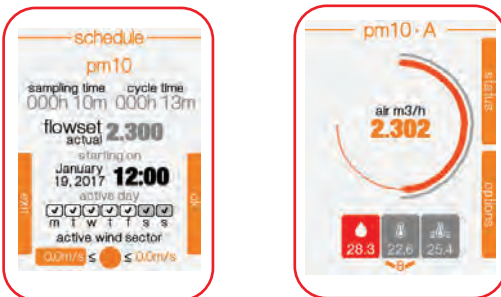 schedule
pm10
sampling time cycle time
000h 10m 000h 13m
flowset 2.300
actual
starting on
January
19, 2017 12:00
active day
m t w t f s s
active wind sector
0.0m/s ≤ ≤ 0.0m/s
exit
ok
pm10 · A
air m3/h
2.302
status
options
28.3 22.6 25.4
B